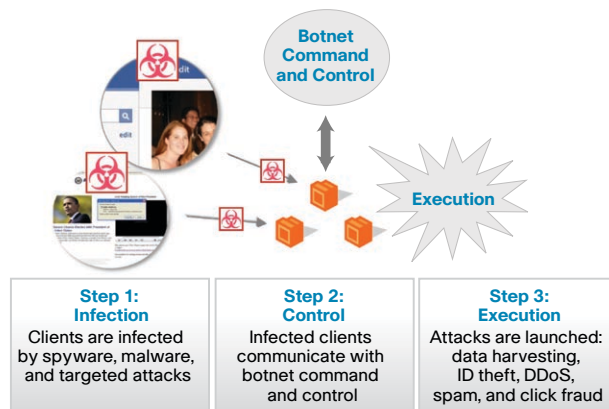 Botnet
Command
and Control
edit
edit
Execution
Step 1:
Infection
Clients are infected
by spyware, malware,
and targeted attacks
Step 2:
Control
Infected clients
communicate with
botnet command
and control
Step 3:
Execution
Attacks are launched:
data harvesting,
ID theft, DDoS,
spam, and click fraud